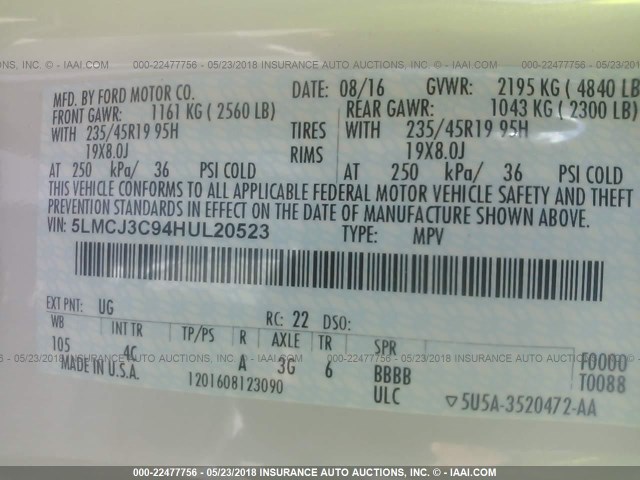 NC. - © - IAAI.COM 000-22477756 - 05/23/2018 INSURANCE AUTO AUCTIONS, INC. - © - IAAI.COM 000-22477756
MFD. BY FORD MOTOR CO. DATE: 08/16 GVWR: 2195 KG ( 4840 LB)
FRONT GAWR: 1161 KG ( 2560 LB) REAR GAWR: 1043 KG ( 2300 LB)
WITH 235/45R19 95H TIRES WITH 235/45R19 95H
19X8.0J RIMS 19X8.0J
AT 250 kPa/ 36 PSI COLD AT 250 kPa/ 36 PSI COLD
THIS VEHICLE CONFORMS TO ALL APPLICABLE FEDERAL MOTOR VEHICLE SAFETY AND THEFT
PREVENTION STANDARDS IN EFFECT ON THE DATE OF MANUFACTURE SHOWN ABOVE.
VIN: 5LMCJ3C94HUL20523 TYPE: MPV
EXT PNT: UG RC: 22 DSO:
WB INT TR TP/PS R AXLE TR SPR
105 4C A 3G 6 BBBB F0000
MADE IN U.S.A. 1201608123090 ULC T0088
▽5U5A-3520472-AA
000-22477756 - 05/23/2018 INSURANCE AUTO AUCTIONS, INC. - © - IAAI.COM